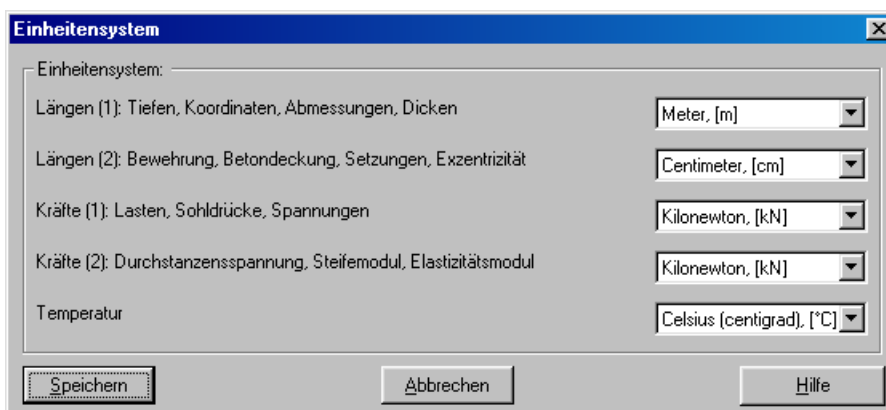 Einheitensystem
Einheitensystem:
Längen (1): Tiefen, Koordinaten, Abmessungen, Dicken Meter, [m]
Längen (2): Bewehrung, Betondeckung, Setzungen, Exzentrizität Centimeter, [cm]
Kräfte (1): Lasten, Sohldrücke, Spannungen Kilonewton, [kN]
Kräfte (2): Durchstanzensspannung, Steifemodul, Elastizitätsmodul Kilonewton, [kN]
Temperatur Celsius (centigrad), [°C]
Speichern Abbrechen Hilfe